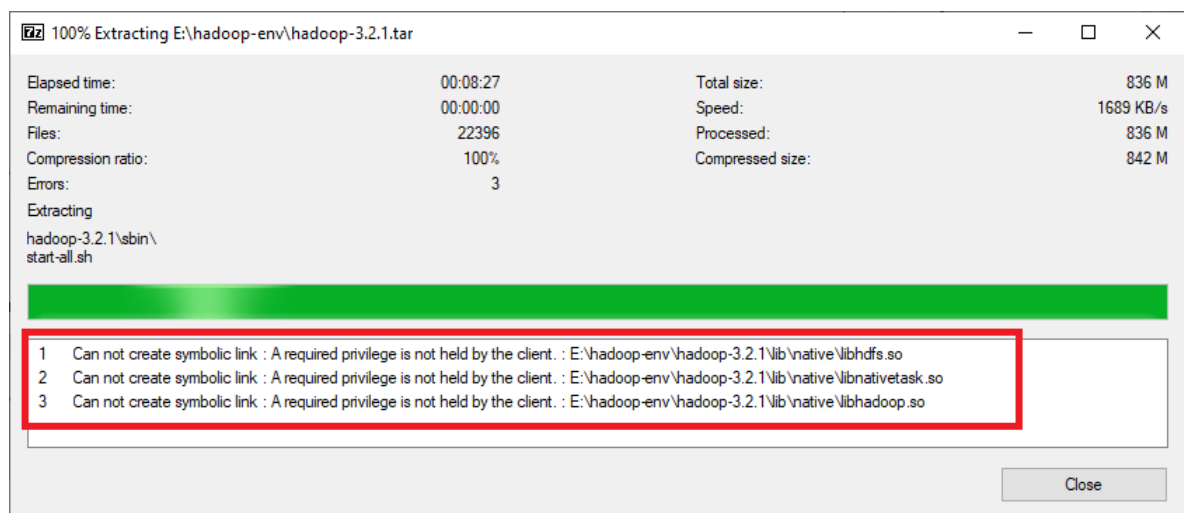 7z 100% Extracting E:\hadoop-env\hadoop-3.2.1.tar
Elapsed time: 00:08:27 Total size: 836 M
Remaining time: 00:00:00 Speed: 1689 KB/s
Files: 22396 Processed: 836 M
Compression ratio: 100% Compressed size: 842 M
Errors: 3
Extracting
hadoop-3.2.1\sbin\
start-all.sh
1 Can not create symbolic link : A required privilege is not held by the client. : E:\hadoop-env\hadoop-3.2.1\lib\native\libhdfs.so
2 Can not create symbolic link : A required privilege is not held by the client. : E:\hadoop-env\hadoop-3.2.1\lib\native\libnativetask.so
3 Can not create symbolic link : A required privilege is not held by the client. : E:\hadoop-env\hadoop-3.2.1\lib\native\libhadoop.so
Close